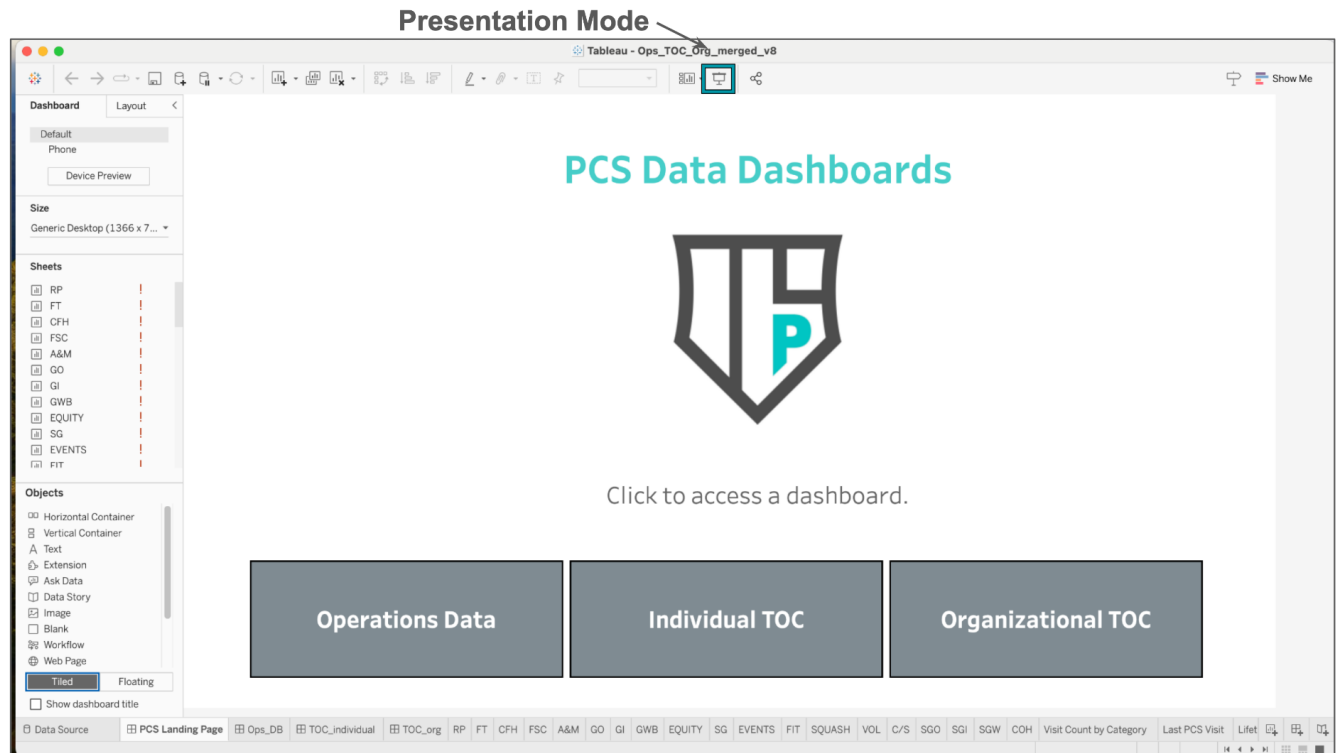 Presentation Mode
Tableau - Ops_TOC_Org_merged_v8
Show Me
Dashboard Layout <
Default
Phone
Device Preview
Size
Generic Desktop (1366 x 7...
Sheets
RP !
FT !
CFH !
FSC !
A&M !
GO !
GI !
GWB !
EQUITY !
SG !
EVENTS !
FIT !
Objects
Horizontal Container
Vertical Container
A Text
Extension
Ask Data
Data Story
Image
Blank
Workflow
Web Page
Tiled Floating
Show dashboard title
PCS Data Dashboards
P
Click to access a dashboard.
Operations Data Individual TOC Organizational TOC
Data Source PCS Landing Page Ops_DB TOC_individual TOC_org RP FT CFH FSC A&M GO GI GWB EQUITY SG EVENTS FIT SQUASH VOL C/S SGO SGI SGW COH Visit Count by Category Last PCS Visit Lifet